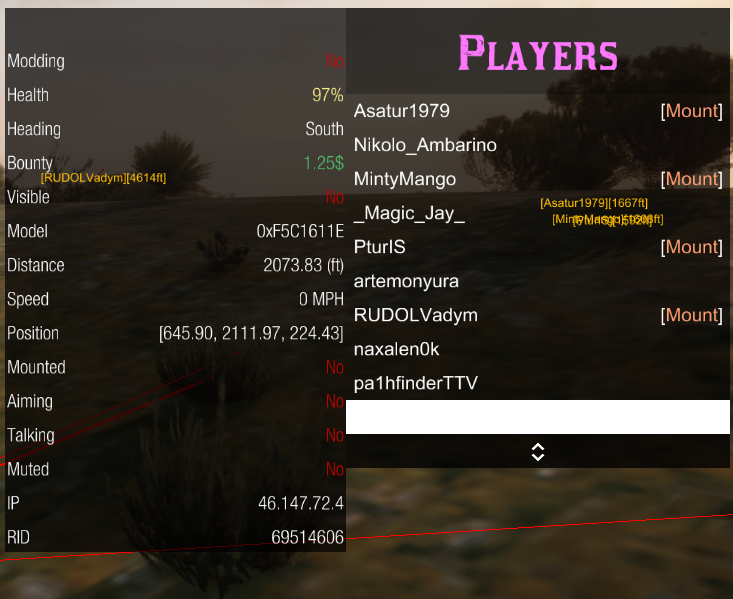 PLAYERS
Modding No
Health 97%
Heading South
Bounty 1.25$
[RUDOLVadym][4614ft]
Visible No
Model 0xF5C1611E
Distance 2073.83 (ft)
Speed 0 MPH
Position [645.90, 2111.97, 224.43]
Mounted No
Aiming No
Talking No
Muted No
IP 46.147.72.4
RID 69514606
Asatur1979 [Mount]
Nikolo_Ambarino
MintyMango [Mount]
_Magic_Jay_
[Asatur1979][1667ft]
PturIS [Mount]
artemonyura
RUDOLVadym [Mount]
naxalen0k
pa1hfinderTTV